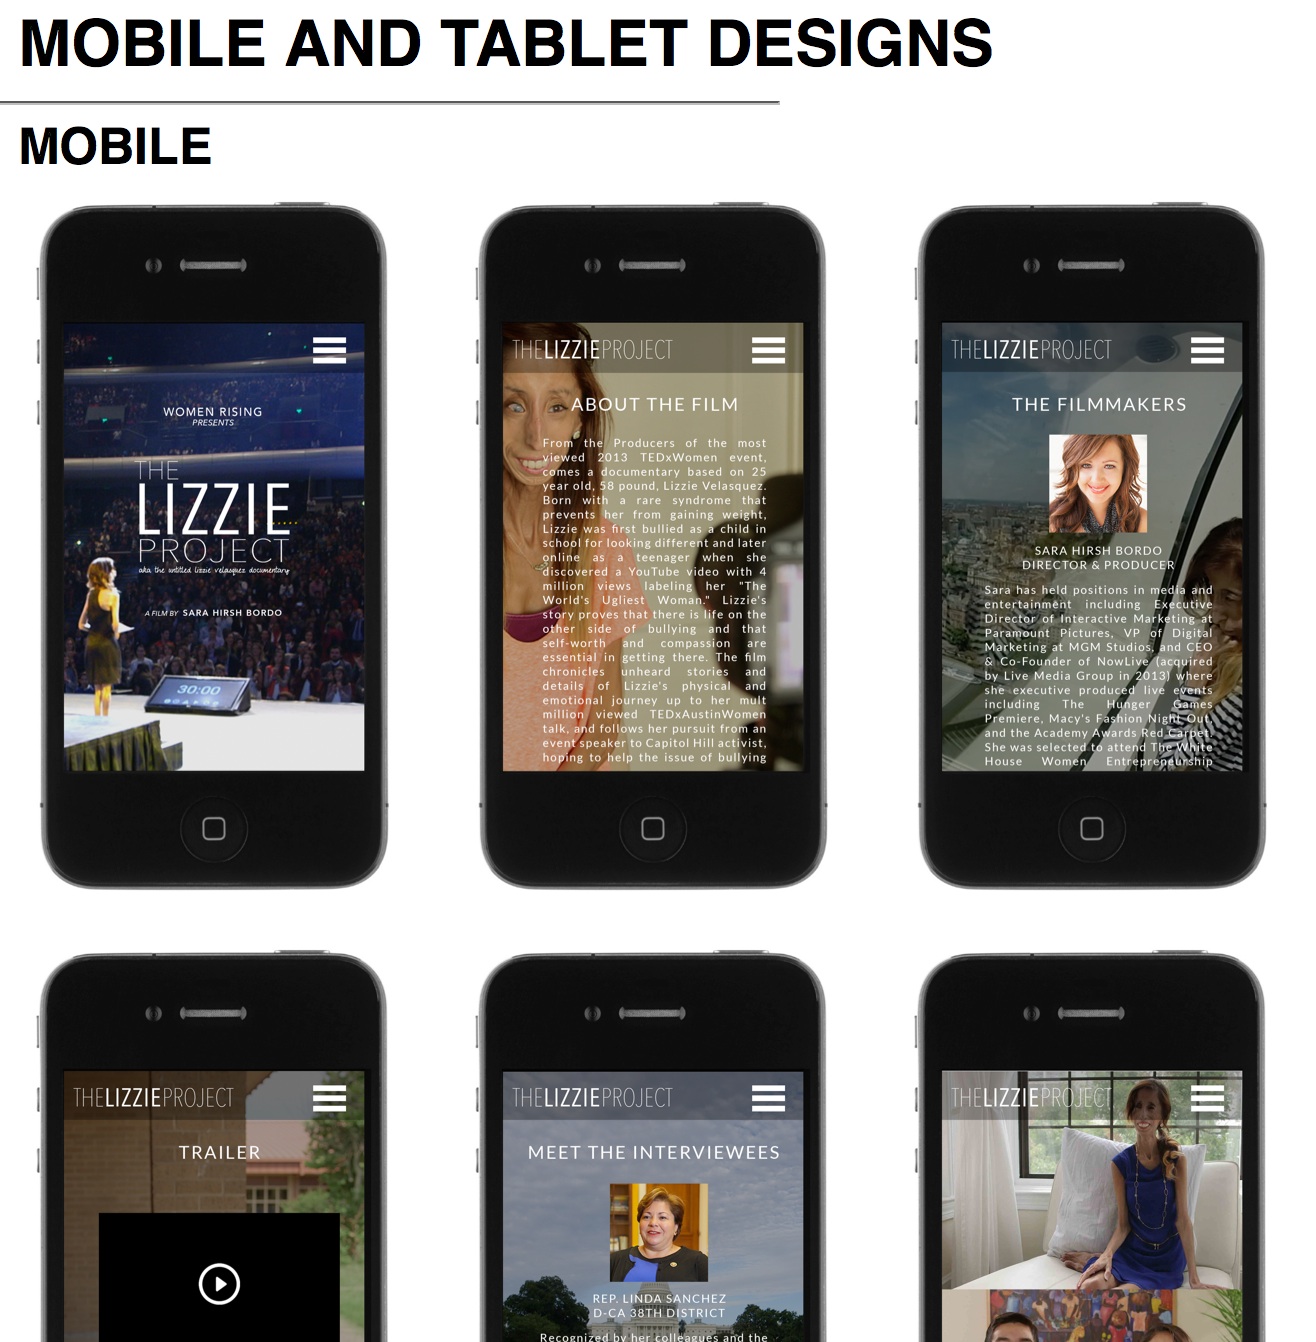 MOBILE AND TABLET DESIGNS
MOBILE
WOMEN RISING
PRESENTS
THE
LIZZIE
PROJECT
aka the untitled lizzie velasquez documentary
A FILM BY SARA HIRSH BORDO
30:00
THELIZZIEPROJECT
ABOUT THE FILM
From the Producers of the most
viewed 2013 TEDxWomen event,
comes a documentary based on 25
year old, 58 pound, Lizzie Velasquez.
Born with a rare syndrome that
prevents her from gaining weight,
Lizzie was first bullied as a child in
school for looking different and later
online as a teenager when she
discovered a YouTube video with 4
million views labeling her "The
World's Ugliest Woman." Lizzie's
story proves that there is life on the
other side of bullying and that
self-worth and compassion are
essential in getting there. The film
chronicles unheard stories and
details of Lizzie's physical and
emotional journey up to her mult
million viewed TEDxAustinWomen
talk, and follows her pursuit from an
event speaker to Capitol Hill activist,
hoping to help the issue of bullying
THELIZZIEPROJECT
THE FILMMAKERS
SARA HIRSH BORDO
DIRECTOR & PRODUCER
Sara has held positions in media and
entertainment including Executive
Director of Interactive Marketing at
Paramount Pictures, VP of Digital
Marketing at MGM Studios, and CEO
& Co-Founder of NowLive (acquired
by Live Media Group in 2013) where
she executive produced live events
including The Hunger Games
Premiere, Macy's Fashion Night Out,
and the Academy Awards Red Carpet.
She was selected to attend The White
House Women Entrepreneurship
THELIZZIEPROJECT
TRAILER
THELIZZIEPROJECT
MEET THE INTERVIEWEES
REP. LINDA SANCHEZ
D-CA 38TH DISTRICT
Recognized by her colleagues and the
THELIZZIEPROJECT